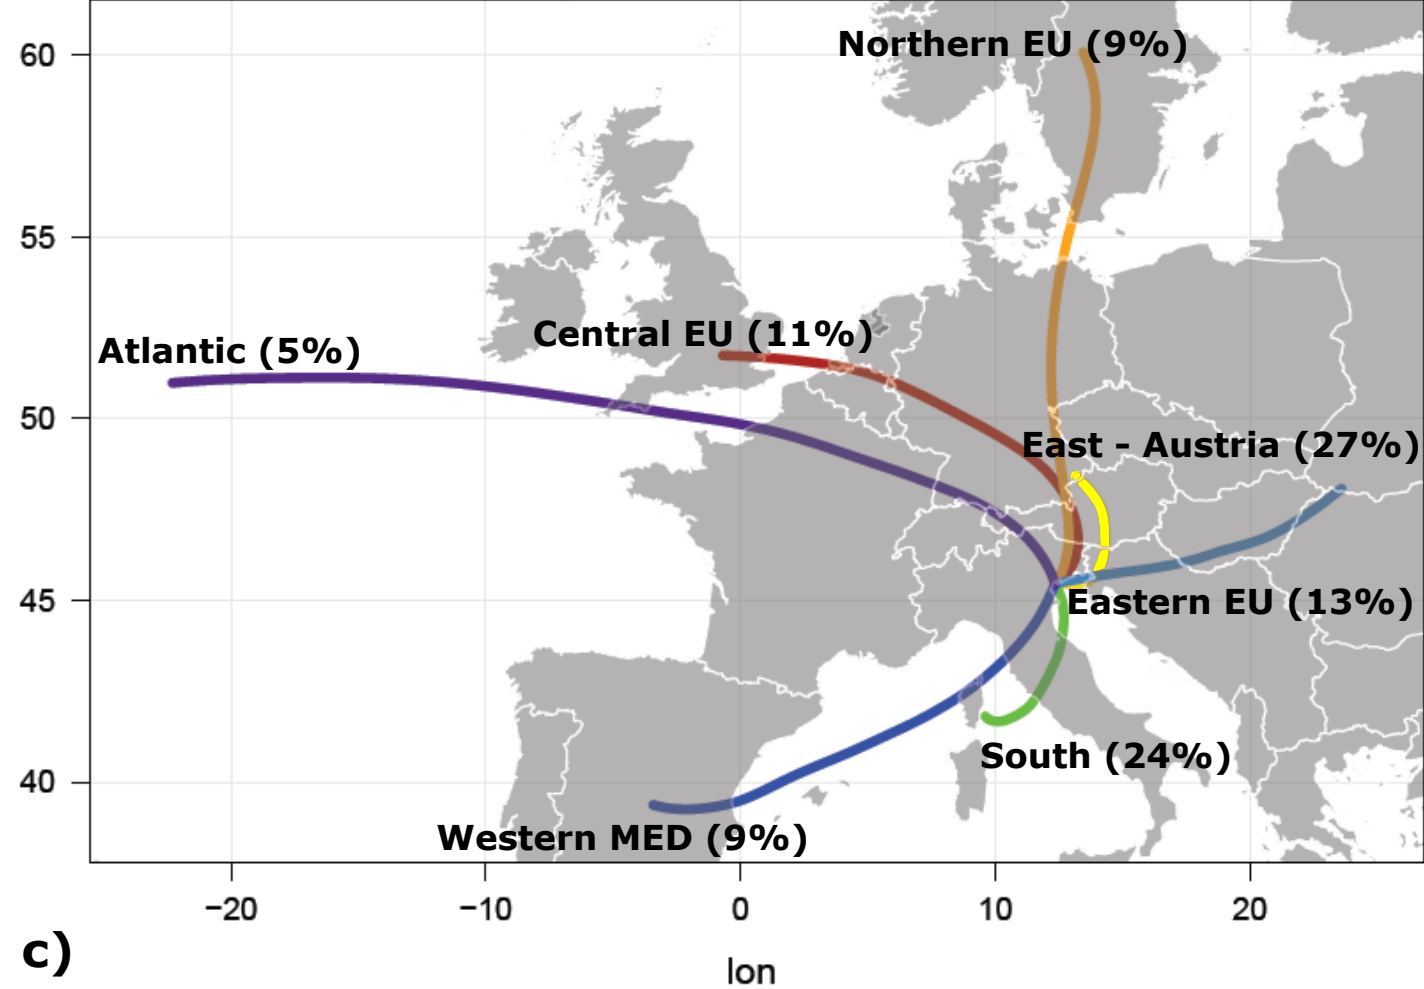 60
Northern EU (9%)
55
Central EU (11%)
Atlantic (5%)
50
East - Austria (27%)
45
Eastern EU (13%)
South (24%)
40
Western MED (9%)
−20
−10
0
10
20
c)
lon